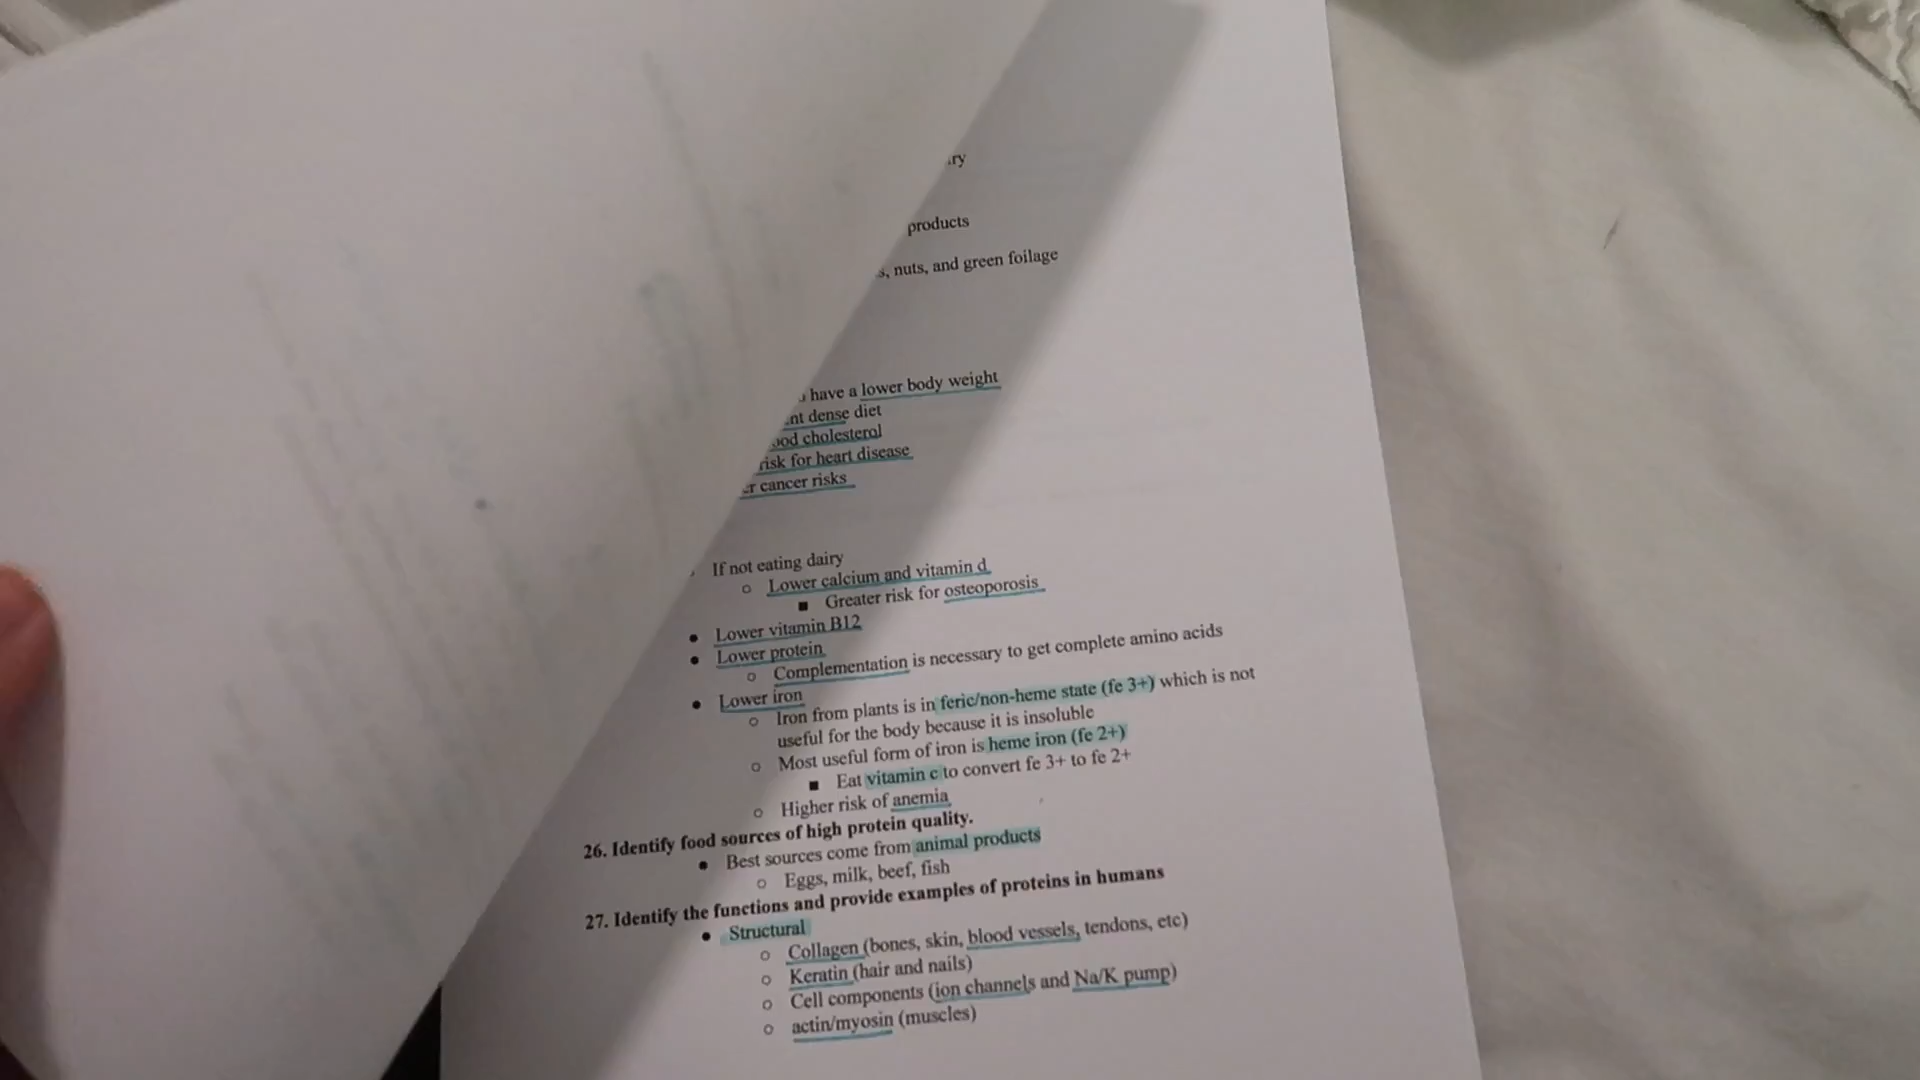 products
nuts, and green foilage
have a lower body weight
dense diet
cholesterol
risk for heart disease
cancer risks
If not eating dairy
○ Lower calcium and vitamin d
■ Greater risk for osteoporosis
● Lower vitamin B12
● Lower protein
○ Complementation is necessary to get complete amino acids
● Lower iron
○ Iron from plants is in feric/non-heme state (fe 3+) which is not
useful for the body because it is insoluble
○ Most useful form of iron is heme iron (fe 2+)
■ Eat vitamin c to convert fe 3+ to fe 2+
○ Higher risk of anemia
26. Identify food sources of high protein quality.
● Best sources come from animal products
○ Eggs, milk, beef, fish
27. Identify the functions and provide examples of proteins in humans
● Structural
○ Collagen (bones, skin, blood vessels, tendons, etc)
○ Keratin (hair and nails)
○ Cell components (ion channels and Na/K pump)
○ actin/myosin (muscles)